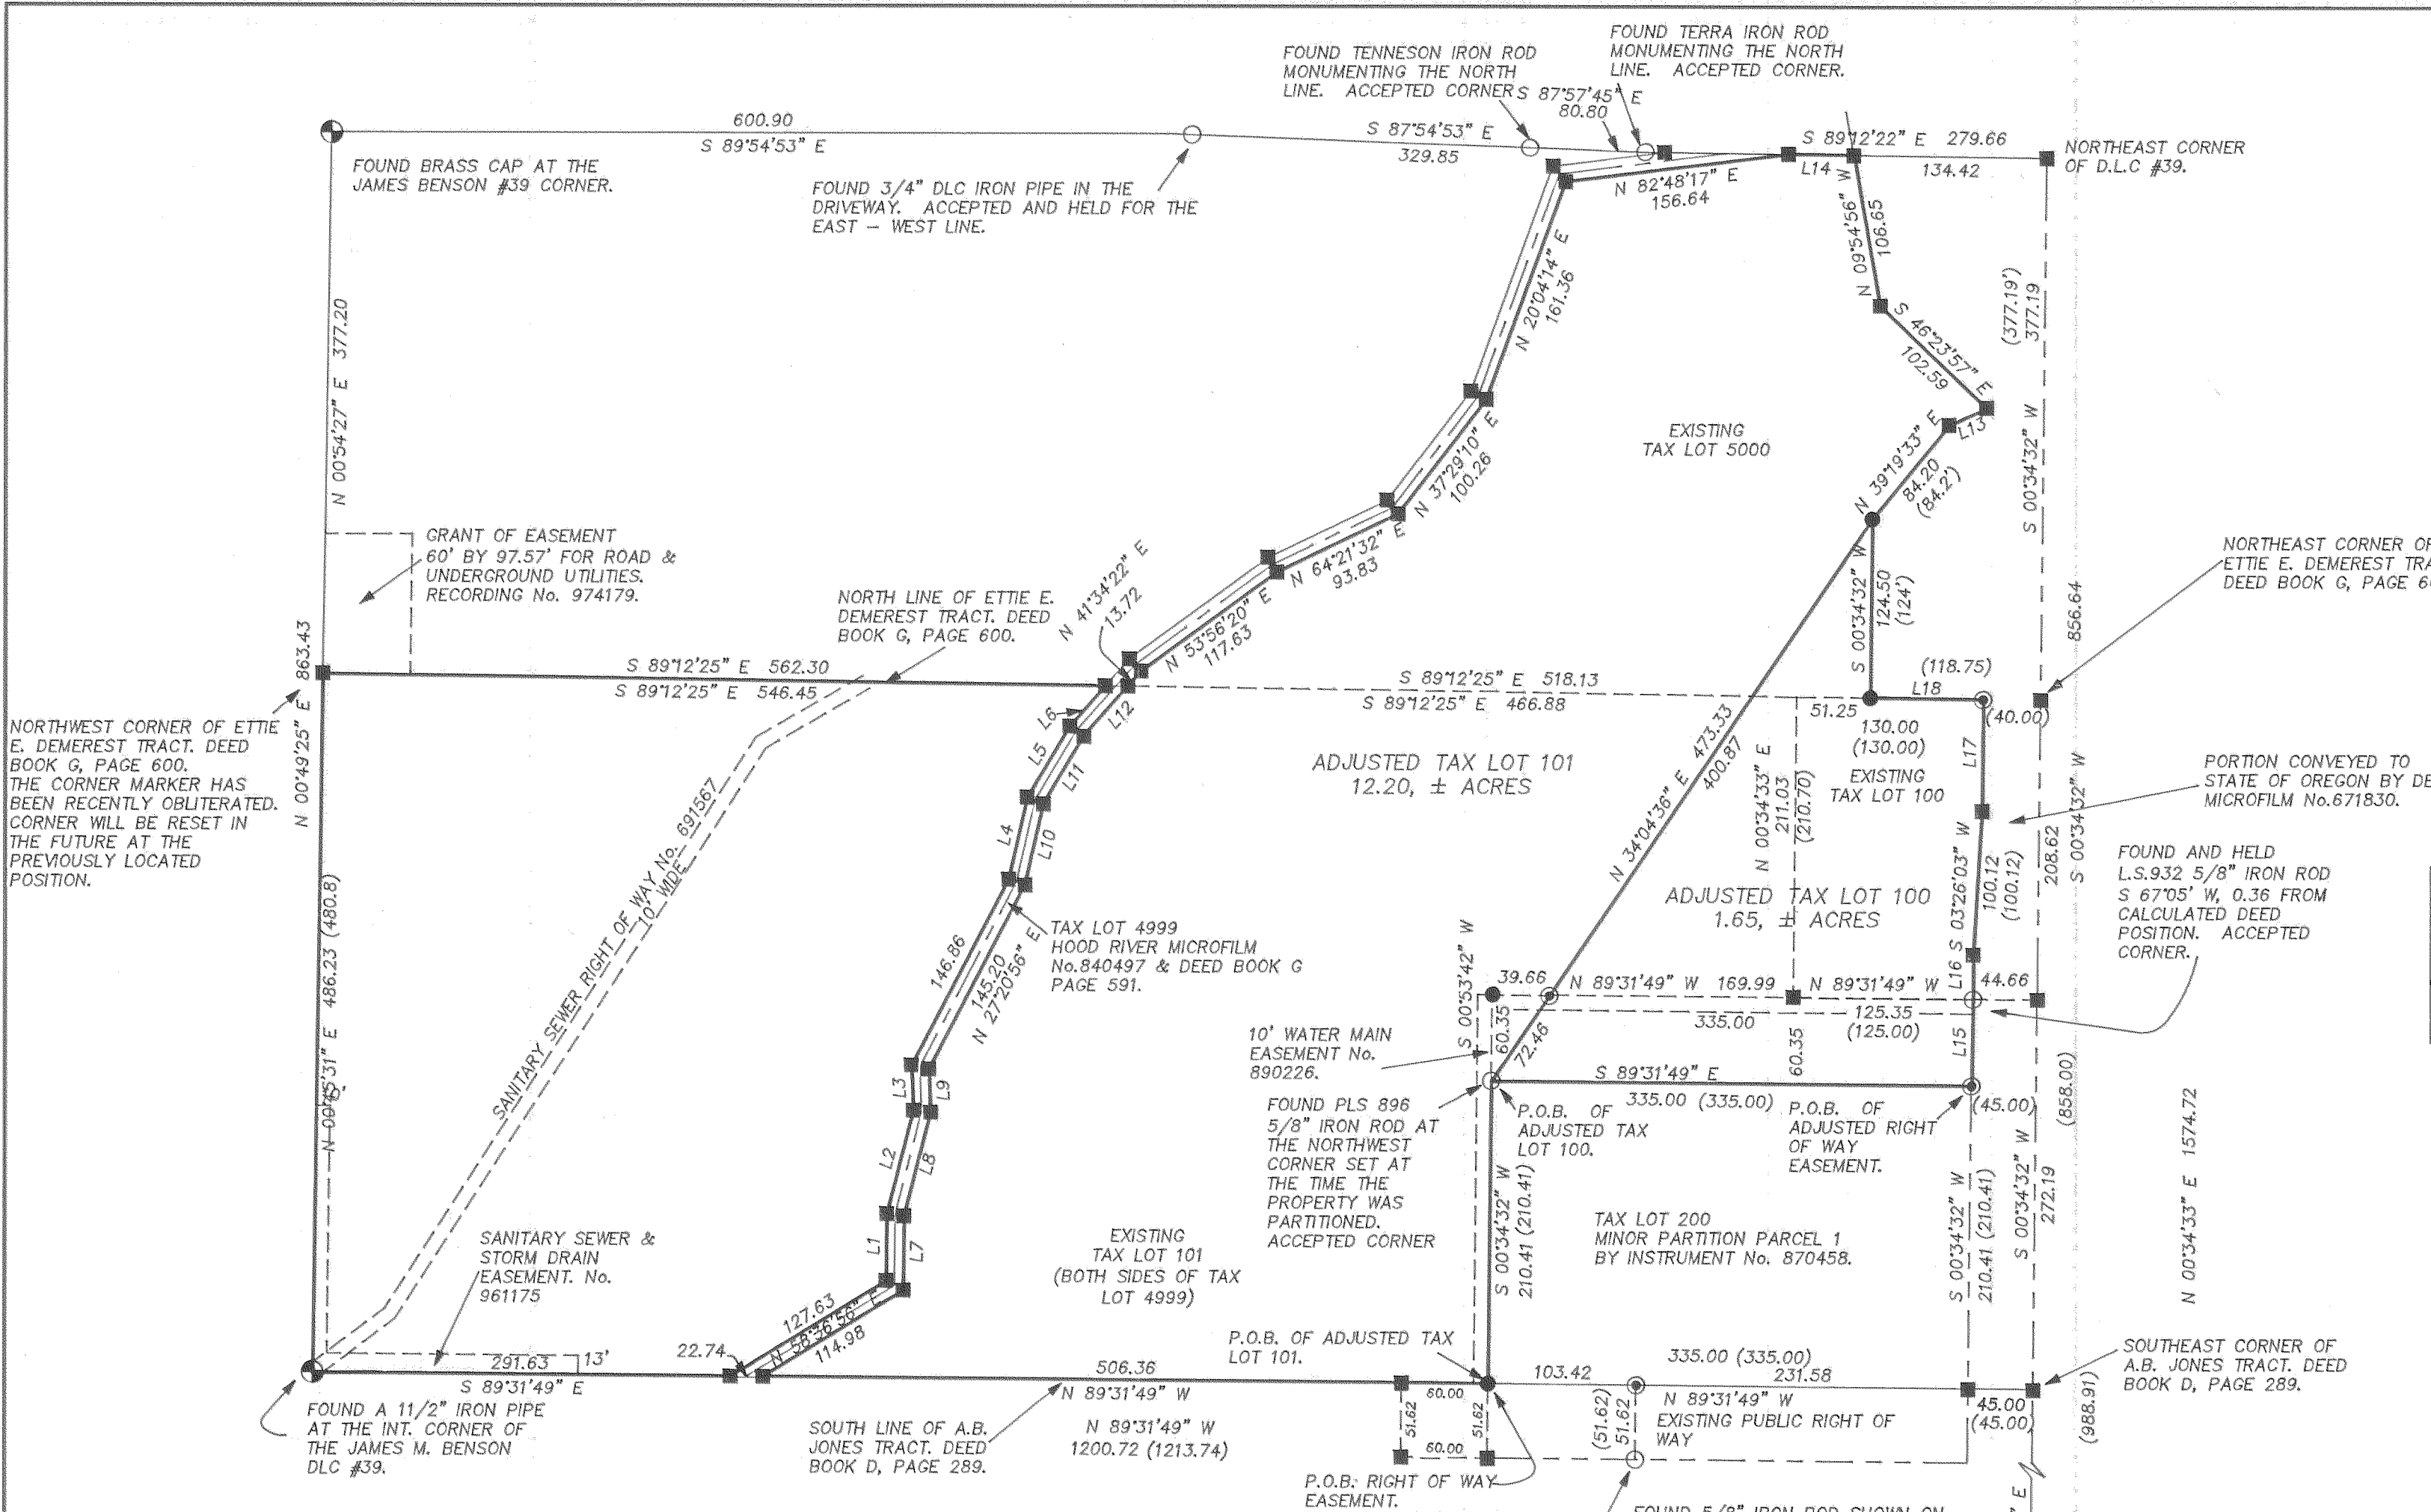 FOUND TENNESON IRON ROD
MONUMENTING THE NORTH
LINE. ACCEPTED CORNER
FOUND TERRA IRON ROD
MONUMENTING THE NORTH
LINE. ACCEPTED CORNER.
600.90
S 89°54'53" E
S 87°54'53" E
329.85
S 87°57'45" E
80.80
S 89°12'22" E 279.66
L14
134.42
NORTHEAST CORNER
OF D.L.C #39.
FOUND BRASS CAP AT THE
JAMES BENSON #39 CORNER.
FOUND 3/4" DLC IRON PIPE IN THE
DRIVEWAY. ACCEPTED AND HELD FOR THE
EAST – WEST LINE.
N 82°48'17" E
156.64
N 09°54'56" W
106.65
N 20°04'14" E
161.36
S 46°23'57" E
102.59
(377.19')
377.19
S 00°34'32" W
N 00°54'27" E 377.20
L13
N 39°19'33" E
84.20
(84.2')
EXISTING
TAX LOT 5000
N 37°29'10" E
100.26
N 64°21'32" E
93.83
N 53°56'20" E
117.63
N 41°34'22" E
13.72
S 00°34'32" W
124.50
(124')
GRANT OF EASEMENT
60' BY 97.57' FOR ROAD &
UNDERGROUND UTILITIES.
RECORDING No. 974179.
NORTH LINE OF ETTIE E.
DEMEREST TRACT. DEED
BOOK G, PAGE 600.
NORTHEAST CORNER OF
ETTIE E. DEMEREST
DEED BOOK G, PAGE
856.64
863.43
N 00°49'25" E
S 89°12'25" E 562.30
S 89°12'25" E 546.45
S 89°12'25" E 518.13
S 89°12'25" E 466.88
(118.75)
L18
51.25
130.00
(130.00)
(40.00)
EXISTING
TAX LOT 100
NORTHWEST CORNER OF ETTIE
E. DEMEREST TRACT. DEED
BOOK G, PAGE 600.
THE CORNER MARKER HAS
BEEN RECENTLY OBLITERATED.
CORNER WILL BE RESET IN
THE FUTURE AT THE
PREVIOUSLY LOCATED
POSITION.
L6
L12
L5
L11
L4
L10
L17
ADJUSTED TAX LOT 101
12.20, ± ACRES
N 34°04'36" E 473.33
400.87
N 00°34'33" E
211.03
(210.70)
PORTION CONVEYED TO
STATE OF OREGON BY
MICROFILM No.671830.
S 00°34'32" W
208.62
S 03°26'03" W
100.12
(100.12)
ADJUSTED TAX LOT 100
1.65, ± ACRES
FOUND AND HELD
L.S.932 5/8" IRON ROD
S 67°05' W, 0.36 FROM
CALCULATED DEED
POSITION. ACCEPTED
CORNER.
SANITARY SEWER RIGHT OF WAY No. 691567
10' WIDE
N 00°45'31" E 486.23 (480.8)
TAX LOT 4999
HOOD RIVER MICROFILM
No.840497 & DEED BOOK G
PAGE 591.
146.86
145.20
N 27°20'56" E
S 00°53'42" W
39.66
N 89°31'49" W 169.99
N 89°31'49" W
L16
44.66
335.00
125.35
(125.00)
60.35
72.46
60.35
L15
10' WATER MAIN
EASEMENT No.
890226.
S 89°31'49" E
335.00 (335.00)
(45.00)
(858.00)
N 00°34'33" E 1574.72
L3
L9
L2
L8
L1
L7
FOUND PLS 896
5/8" IRON ROD AT
THE NORTHWEST
CORNER SET AT
THE TIME THE
PROPERTY WAS
PARTITIONED.
ACCEPTED CORNER
P.O.B. OF
ADJUSTED TAX
LOT 100.
P.O.B. OF
ADJUSTED RIGHT
OF WAY
EASEMENT.
S 00°34'32" W
210.41 (210.41)
TAX LOT 200
MINOR PARTITION PARCEL 1
BY INSTRUMENT No. 870458.
S 00°34'32" W
210.41 (210.41)
S 00°34'32" W
272.19
SANITARY SEWER &
STORM DRAIN
EASEMENT. No.
961175
EXISTING
TAX LOT 101
(BOTH SIDES OF TAX
LOT 4999)
127.63
N 58°36'56" E
114.98
22.74
291.63
13'
S 89°31'49" E
506.36
N 89°31'49" W
P.O.B. OF ADJUSTED TAX
LOT 101.
103.42
335.00 (335.00)
231.58
N 89°31'49" W
SOUTHEAST CORNER OF
A.B. JONES TRACT. DEED
BOOK D, PAGE 289.
FOUND A 11/2" IRON PIPE
AT THE INT. CORNER OF
THE JAMES M. BENSON
DLC #39.
SOUTH LINE OF A.B.
JONES TRACT. DEED
BOOK D, PAGE 289.
N 89°31'49" W
1200.72 (1213.74)
60.00
51.62
51.62
60.00
(51.62)
51.62
EXISTING PUBLIC RIGHT OF
WAY
45.00
(45.00)
(988.91)
P.O.B. RIGHT OF WAY
EASEMENT.
FOUND 5/8" IRON ROD SHOWN ON
" E